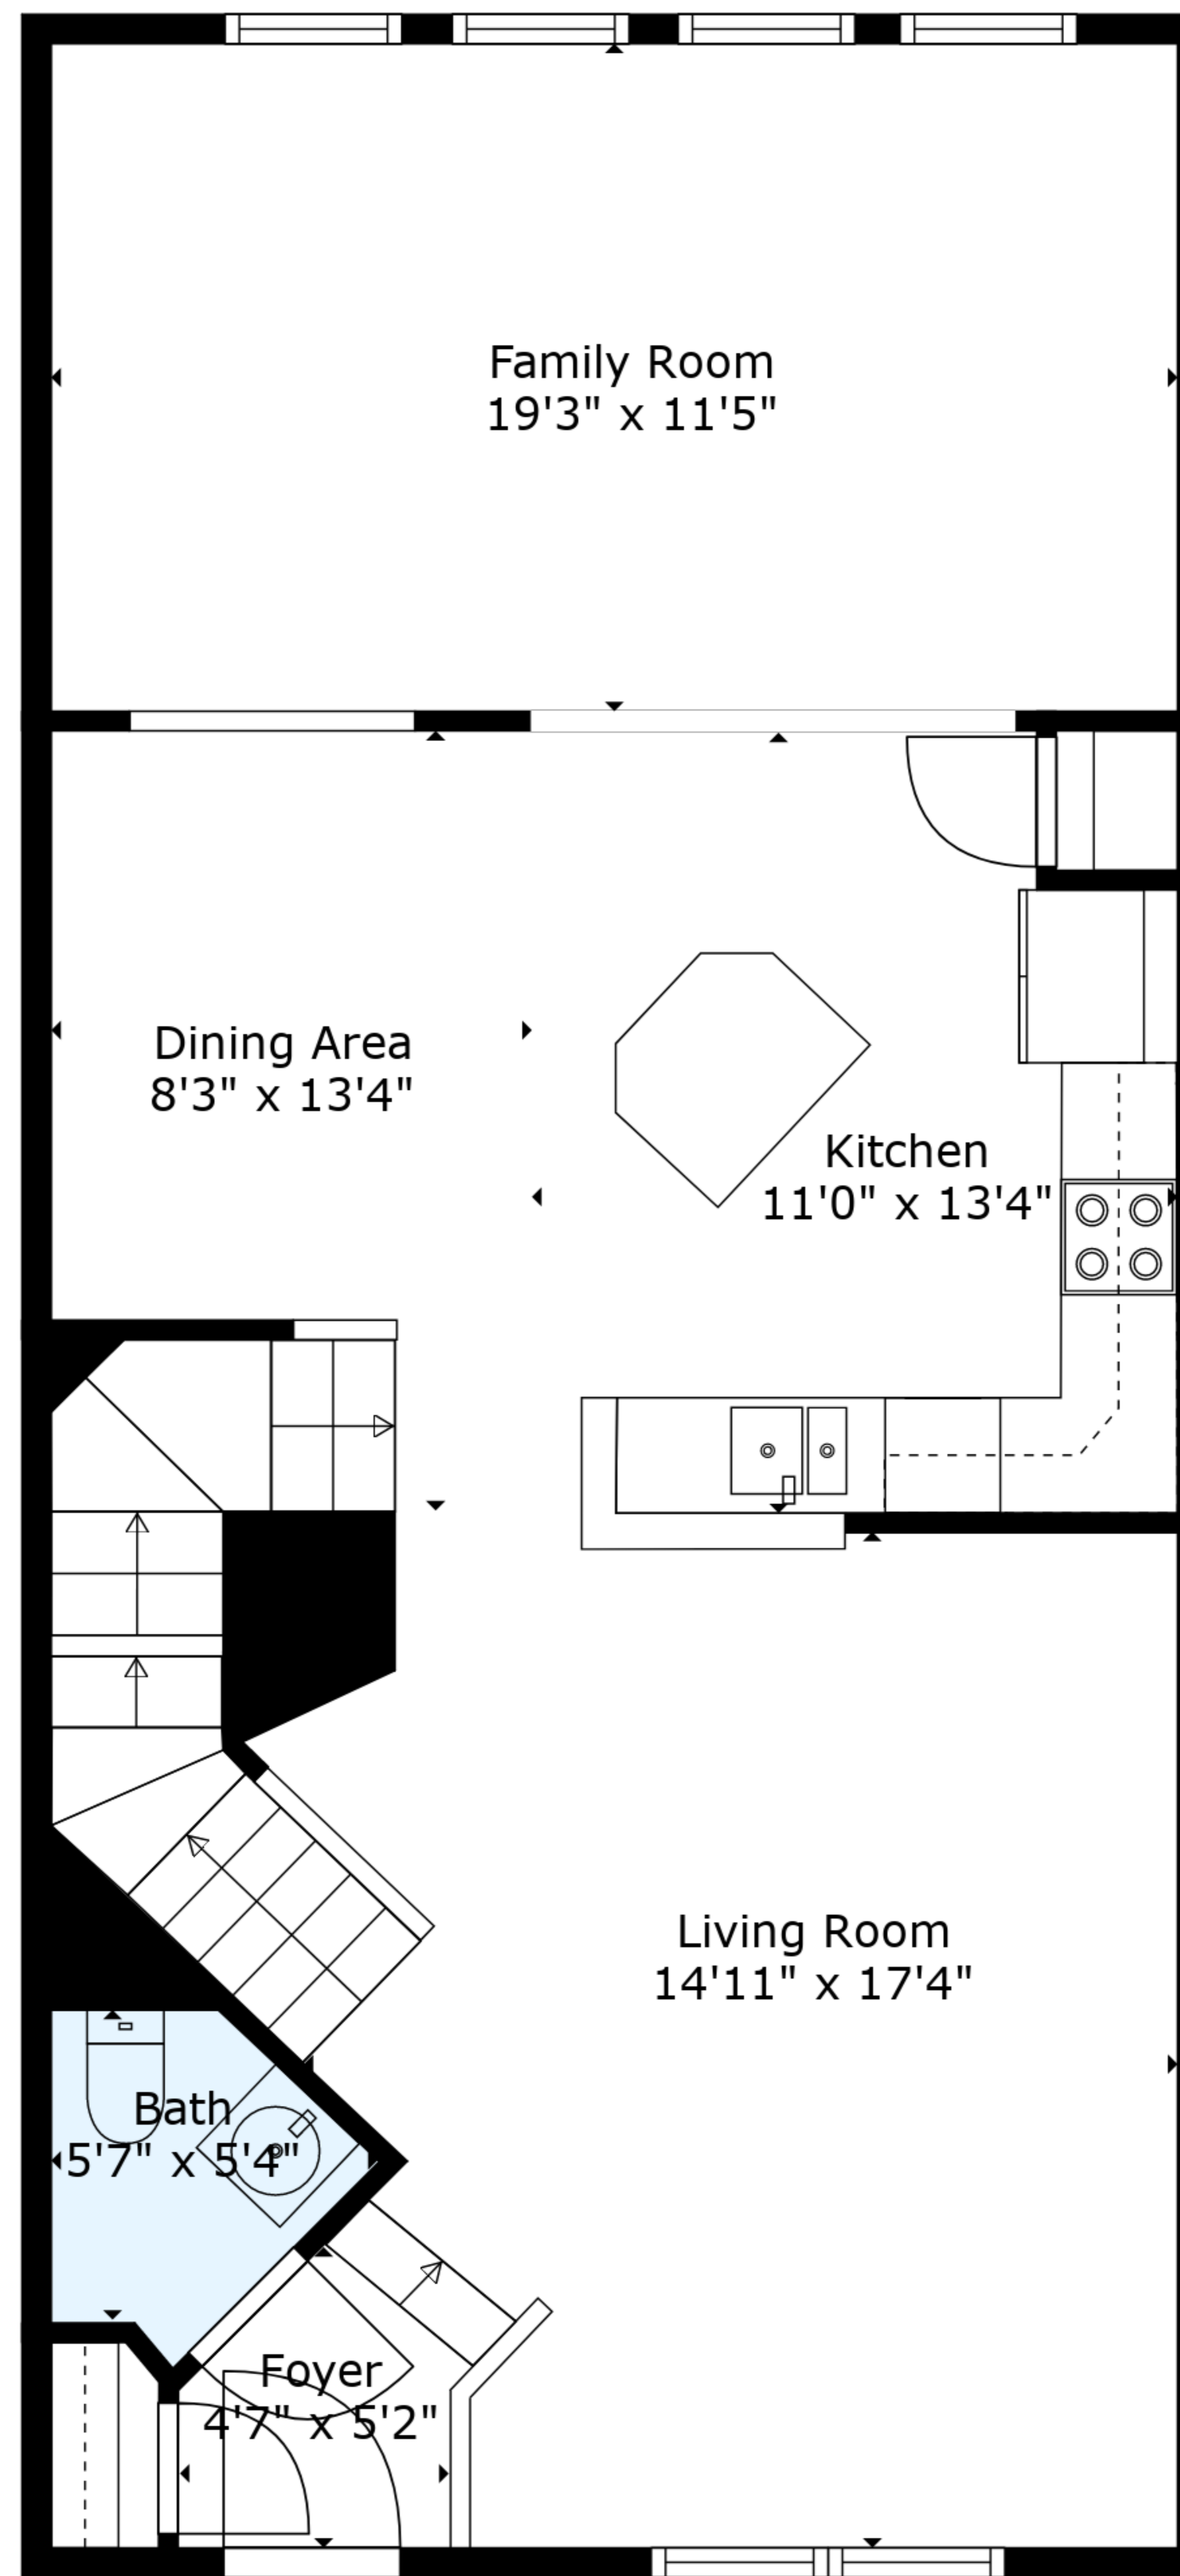 Family Room
19'3" x 11'5"
Dining Area
8'3" x 13'4"
Kitchen
11'0" x 13'4"
Living Room
14'11" x 17'4"
Bath
5'7" x 5'4"
Foyer
4'7" x 5'2"